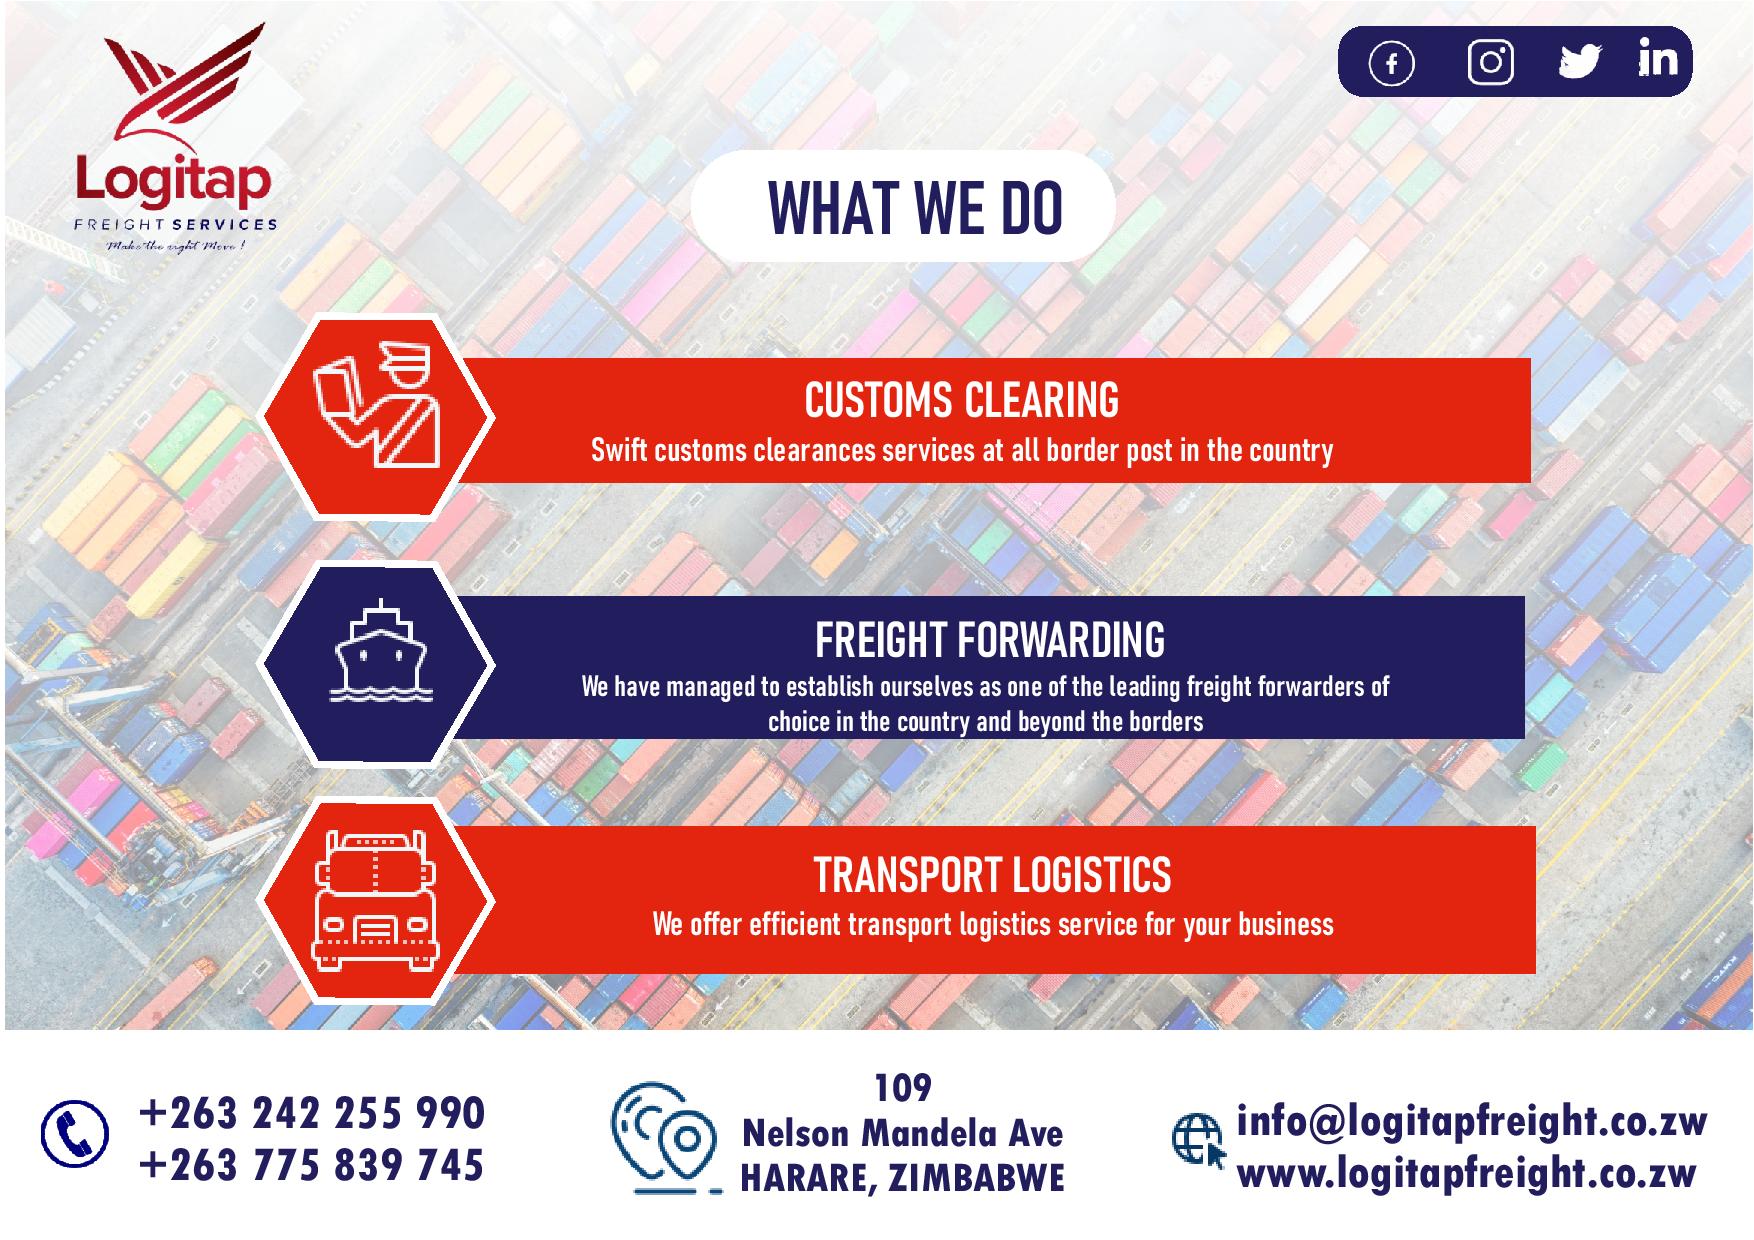 Logitap
FREIGHT SERVICES
Make the right Move !
WHAT WE DO
CUSTOMS CLEARING
Swift customs clearances services at all border post in the country
FREIGHT FORWARDING
We have managed to establish ourselves as one of the leading freight forwarders of
choice in the country and beyond the borders
TRANSPORT LOGISTICS
We offer efficient transport logistics service for your business
+263 242 255 990
+263 775 839 745
109
Nelson Mandela Ave
HARARE, ZIMBABWE
info@logitapfreight.co.zw
www.logitapfreight.co.zw